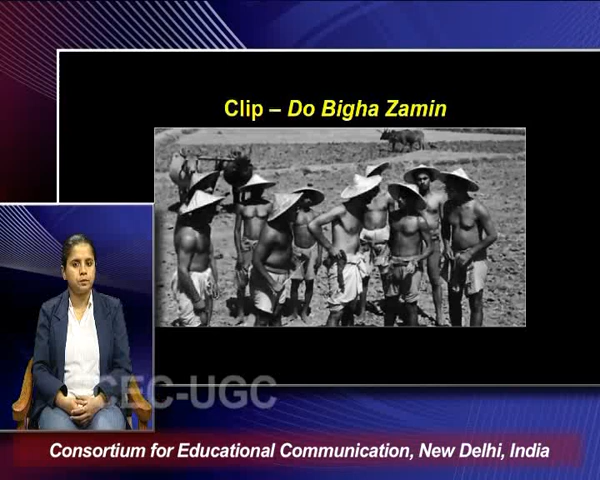 Clip – Do Bigha Zamin
CEC-UGC
Consortium for Educational Communication, New Delhi, India